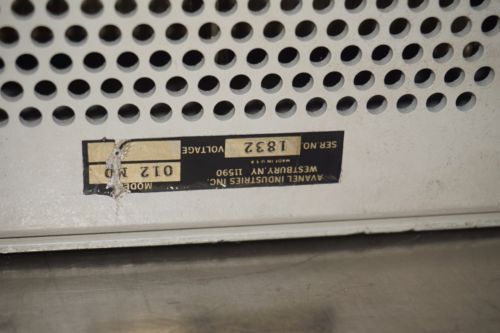 AVANEL INDUSTRIES INC.
WESTBURY, NY 11590
MADE IN U S A
MODEL 012
SER NO. 1832 VOLTAGE